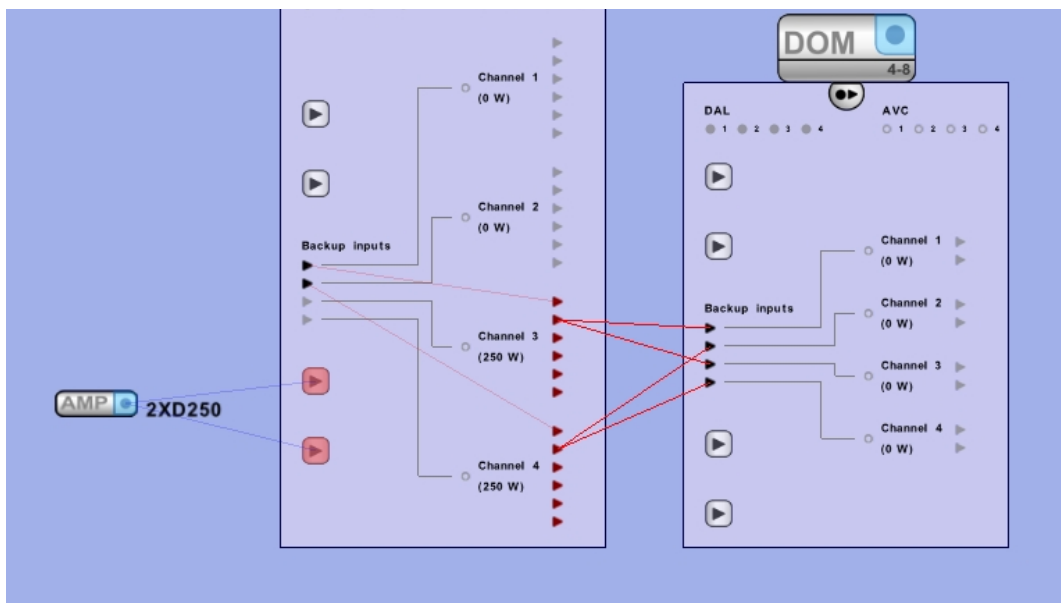 Channel 1
(0 W)
Channel 2
(0 W)
Backup inputs
Channel 3
(250 W)
Channel 4
(250 W)
AMP
2XD250
DOM
4-8
DAL
1 2 3 4
AVC
1 2 3 4
Channel 1
(0 W)
Channel 2
(0 W)
Backup inputs
Channel 3
(0 W)
Channel 4
(0 W)